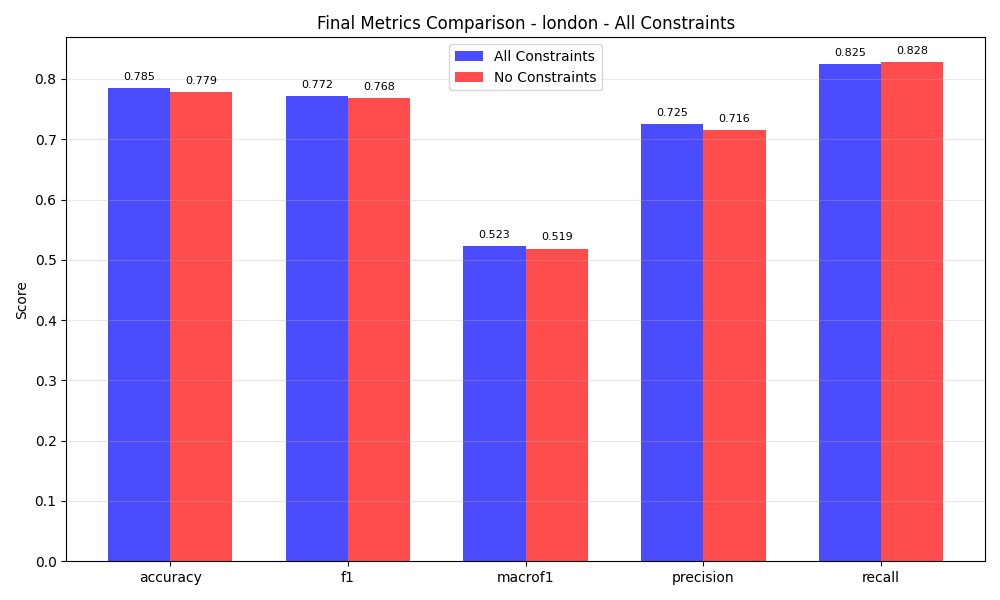 Final Metrics Comparison - london - All Constraints
All Constraints
No Constraints
Score
0.8
0.7
0.6
0.5
0.4
0.3
0.2
0.1
0.0
0.785
0.779
0.772
0.768
0.523
0.519
0.725
0.716
0.825
0.828
accuracy
f1
macrof1
precision
recall